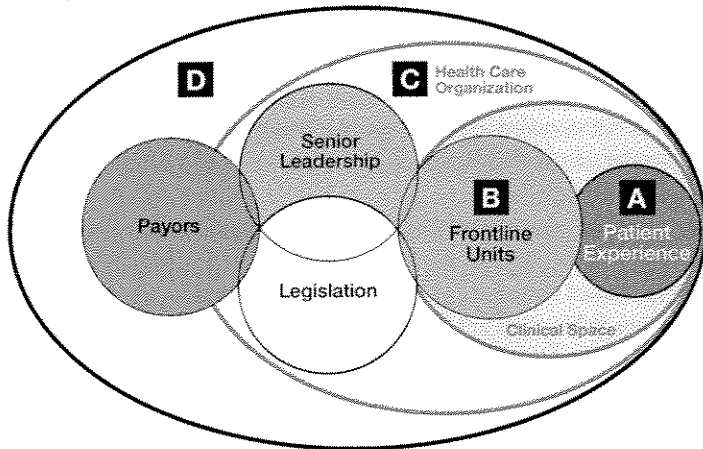 D
C
Health Care
Organization
Senior
Leadership
Payors
B
Frontline
Units
A
Patient
Experience
Legislation
Clinical Space